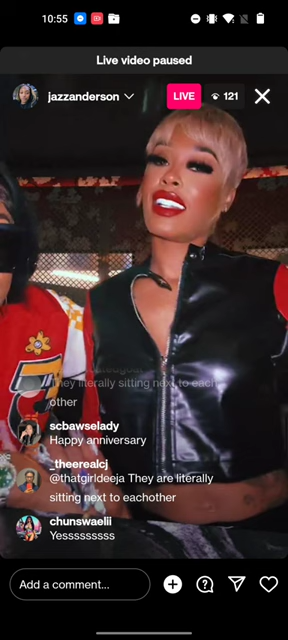 10:55
Live video paused
jazzanderson
LIVE
121
They literally sitting next to each
other
scbawselady
Happy anniversary
_theerealcj
@thatgirldeeja They are literally
sitting next to eachother
chunswaelii
Yesssssssss
Add a comment...